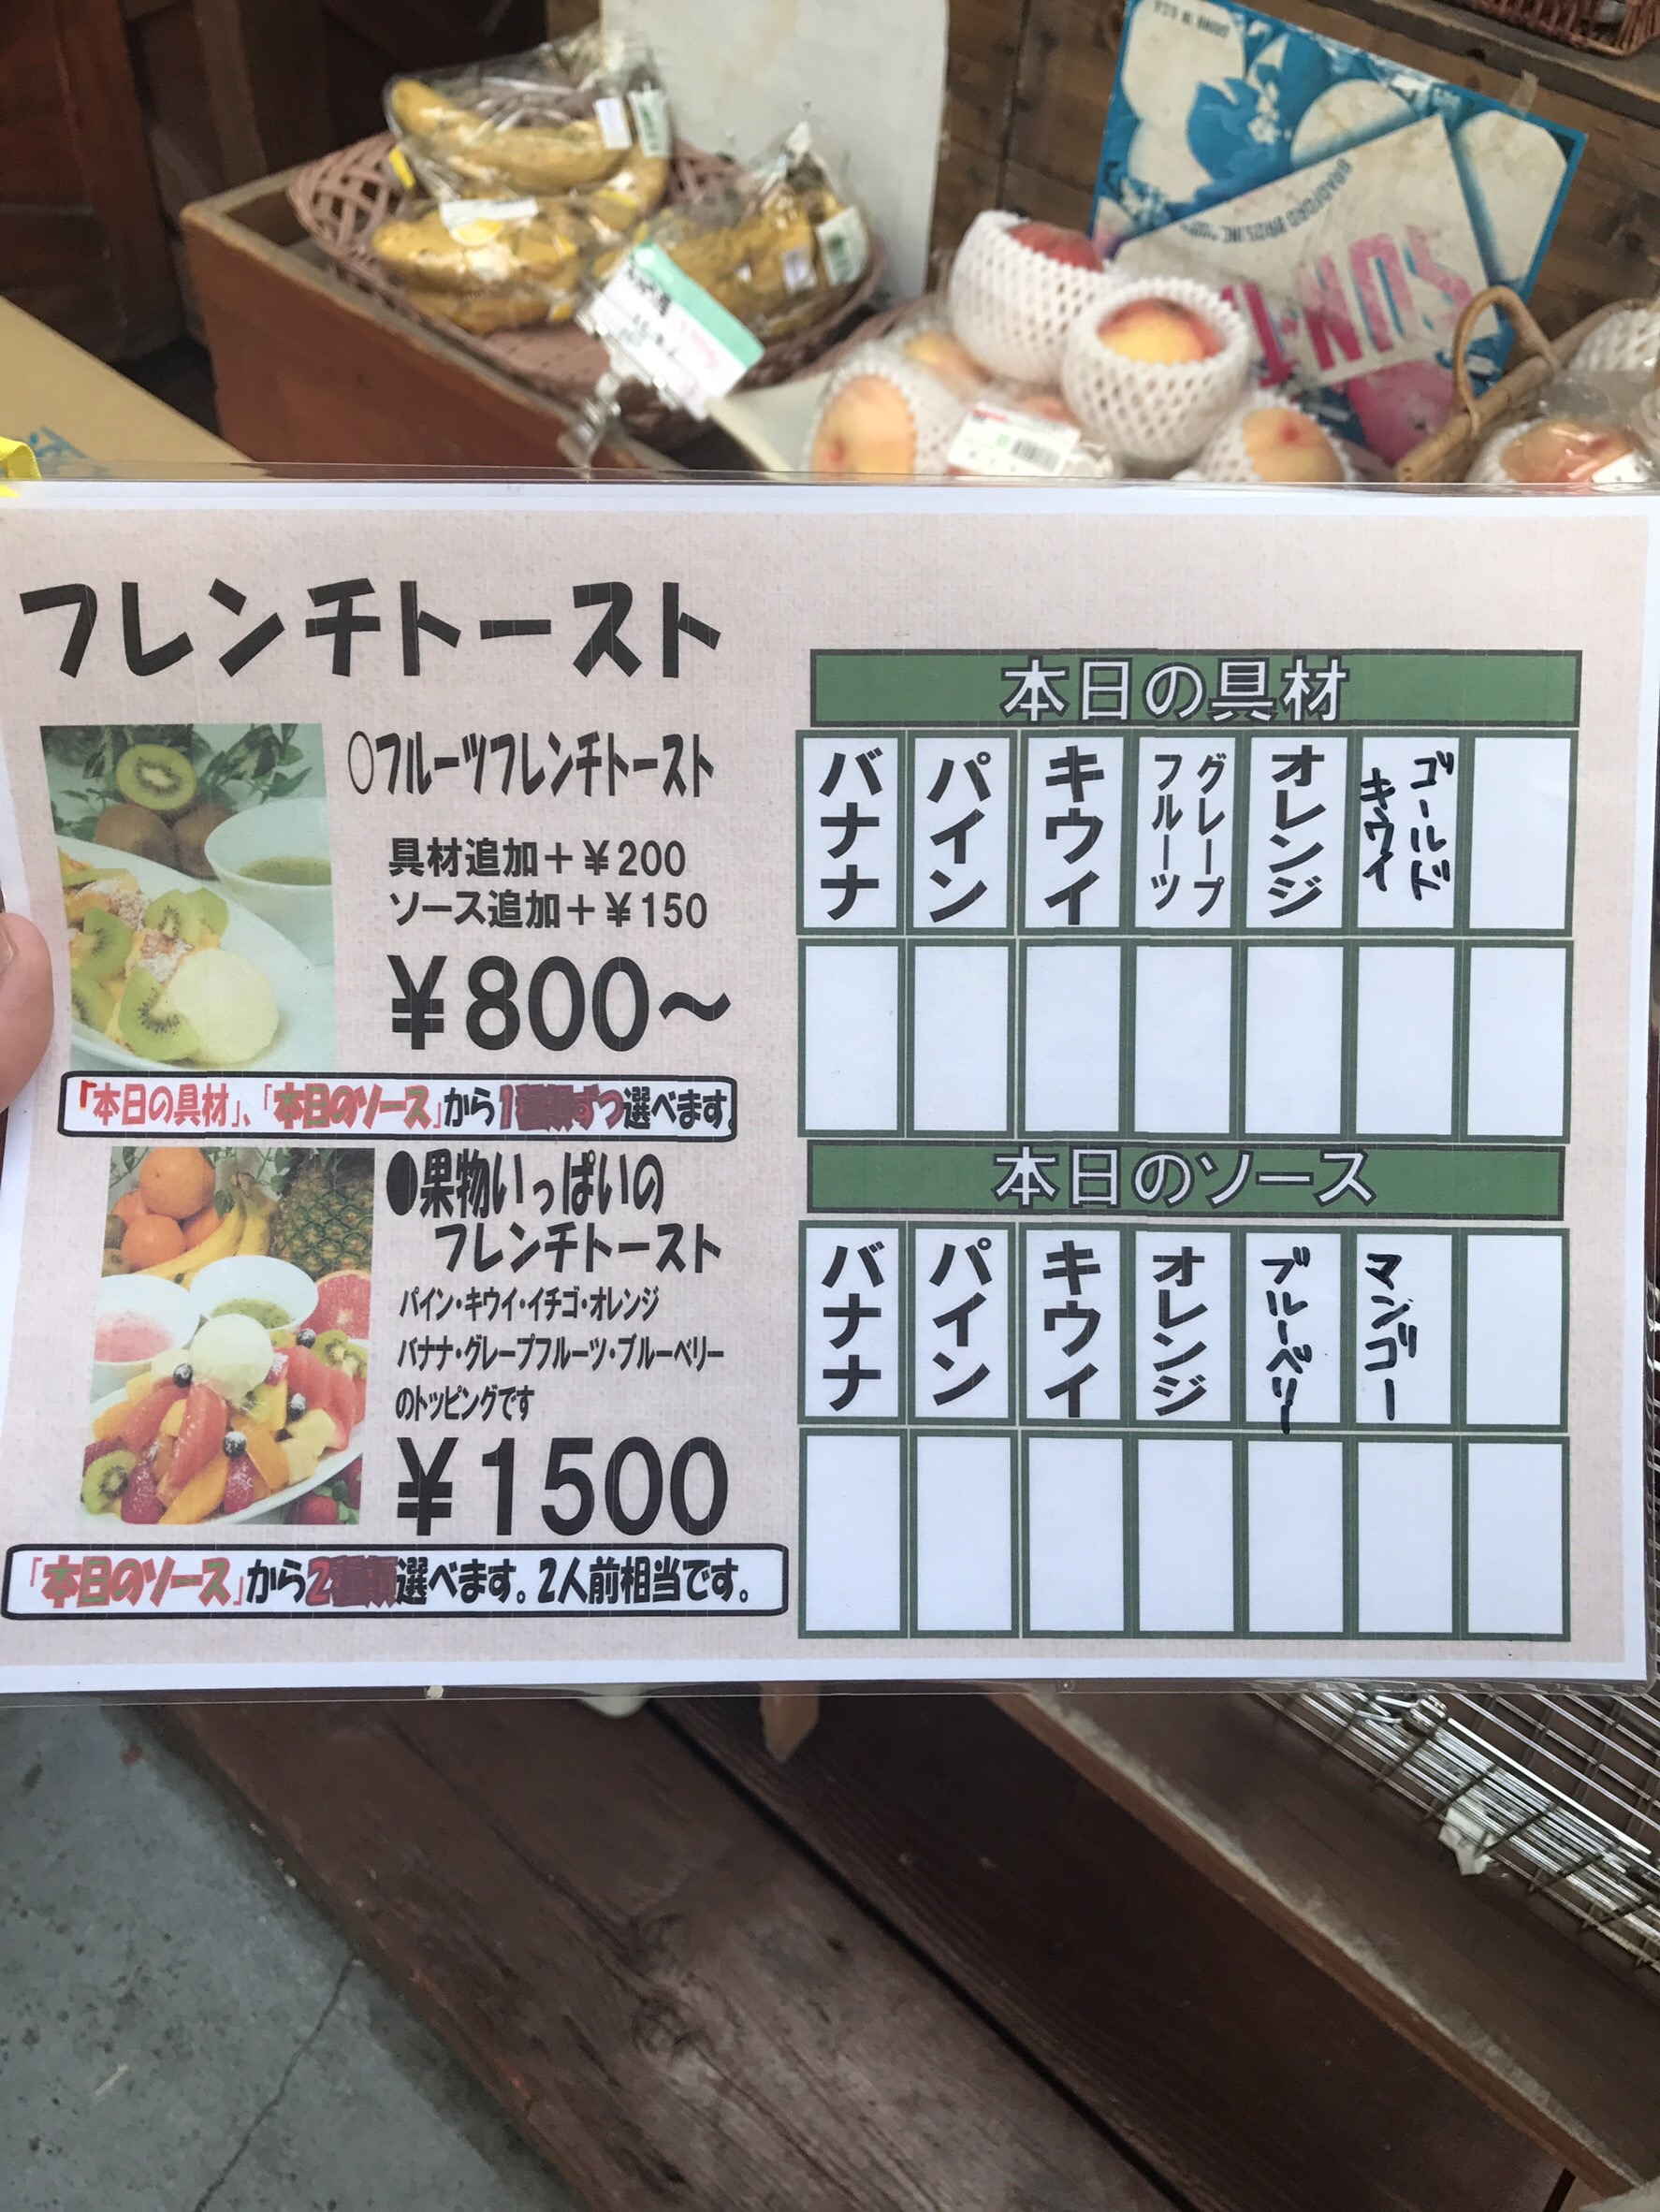 フレンチトースト
○フルーツフレンチトースト
具材追加+¥200
ソース追加+¥150
¥800~
「本日の具材」、「本日のソース」から1種類ずつ選べます。
●果物いっぱいの
フレンチトースト
パイン・キウイ・イチゴ・オレンジ
バナナ・グレープフルーツ・ブルーベリー
のトッピングです
¥1500
「本日のソース」から2種類選べます。2人前相当です。
本日の具材
バナナ
パイン
キウイ
グレープ
フルーツ
オレンジ
ゴールド
キウイ
本日のソース
バナナ
パイン
キウイ
オレンジ
ブルーベリー
マンゴー